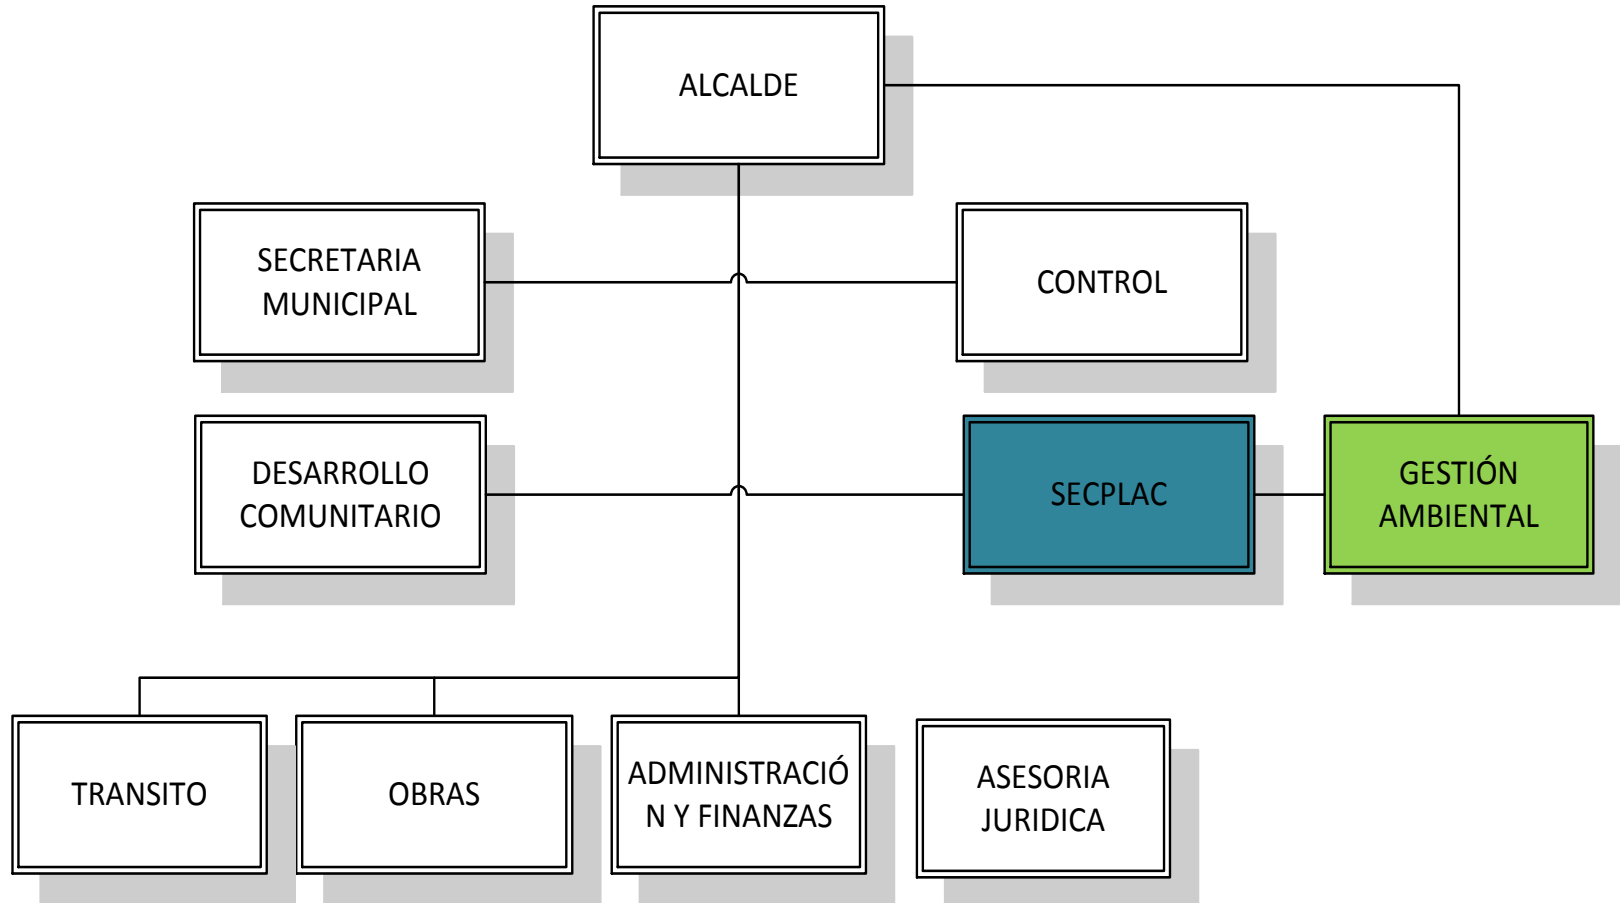 ALCALDE
SECRETARIA
MUNICIPAL
CONTROL
DESARROLLO
COMUNITARIO
SECPLAC
GESTIÓN
AMBIENTAL
TRANSITO
OBRAS
ADMINISTRACIÓ
N Y FINANZAS
ASESORIA
JURIDICA